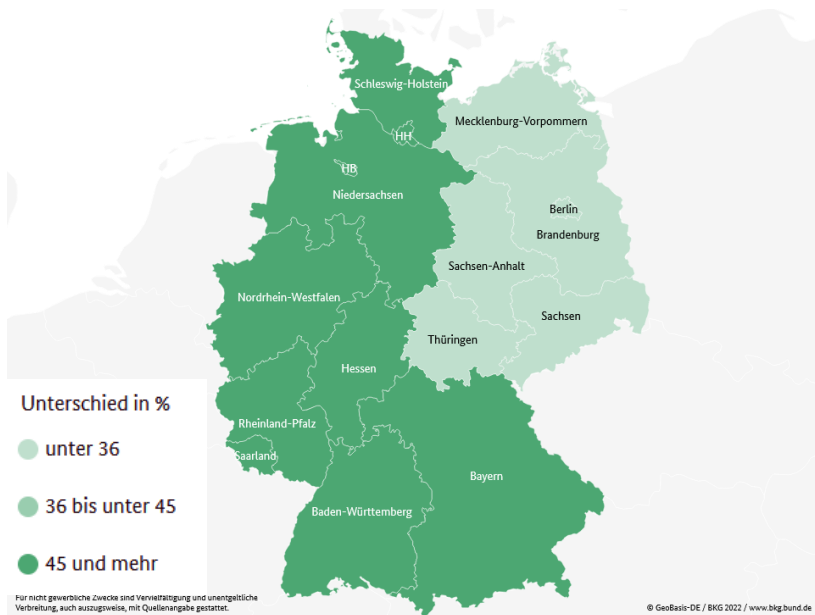 Schleswig-Holstein
Mecklenburg-Vorpommern
HH
HB
Niedersachsen
Berlin
Brandenburg
Sachsen-Anhalt
Nordrhein-Westfalen
Sachsen
Thüringen
Hessen
Unterschied in %
Rheinland-Pfalz
unter 36
Saarland
Bayern
36 bis unter 45
Baden-Württemberg
45 und mehr
Für nicht gewerbliche Zwecke sind Vervielfältigung und unentgeltliche
Verbreitung, auch auszugsweise, mit Quellenangabe gestattet.
© GeoBasis-DE / BKG 2022 / www.bkg.bund.de